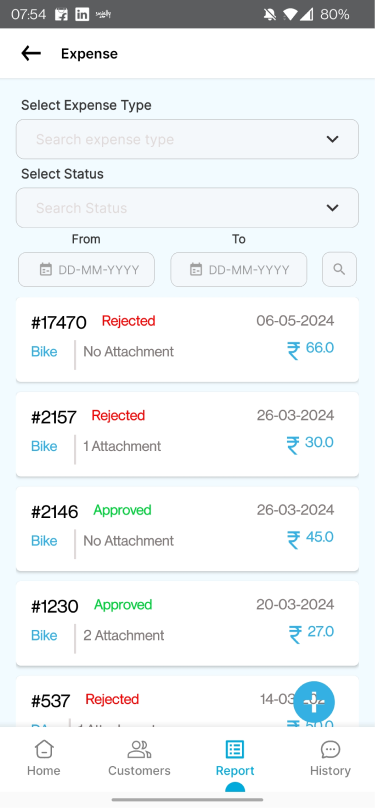 07:54 80%
Expense
Select Expense Type
Search expense type
Select Status
Search Status
From To
DD-MM-YYYY DD-MM-YYYY
#17470 Rejected 06-05-2024
Bike No Attachment ₹ 66.0
#2157 Rejected 26-03-2024
Bike 1 Attachment ₹ 30.0
#2146 Approved 26-03-2024
Bike No Attachment ₹ 45.0
#1230 Approved 20-03-2024
Bike 2 Attachment ₹ 27.0
#537 Rejected 14-03
DA 1 Attachment ₹ 50.0
Home Customers Report History